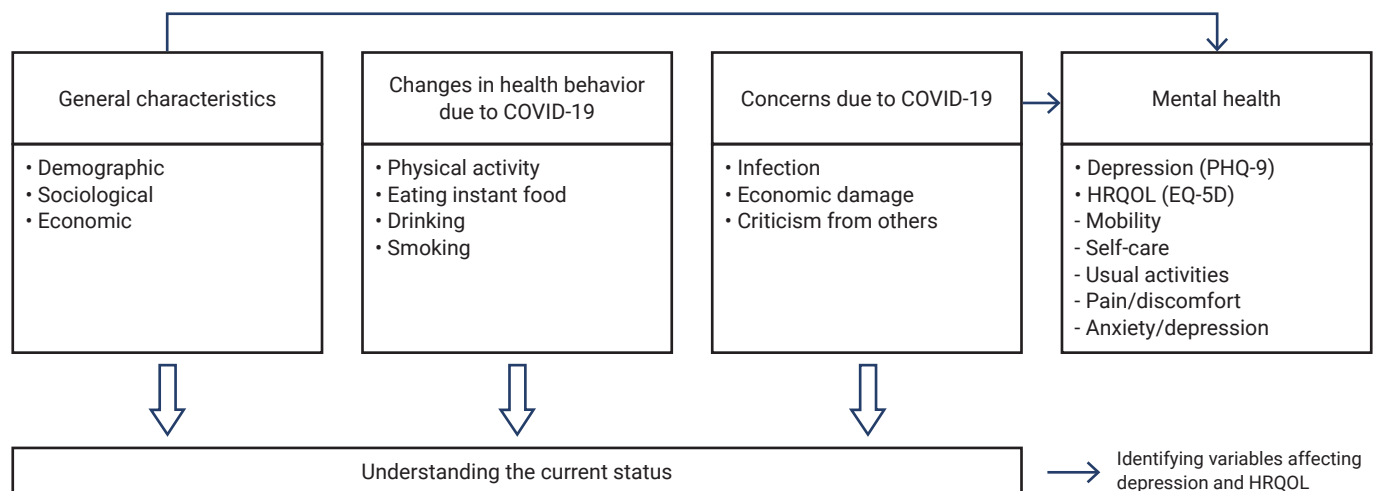 General characteristics
• Demographic
• Sociological
• Economic
Changes in health behavior
due to COVID-19
• Physical activity
• Eating instant food
• Drinking
• Smoking
Concerns due to COVID-19
• Infection
• Economic damage
• Criticism from others
Mental health
• Depression (PHQ-9)
• HRQOL (EQ-5D)
- Mobility
- Self-care
- Usual activities
- Pain/discomfort
- Anxiety/depression
Understanding the current status
Identifying variables affecting
depression and HRQOL